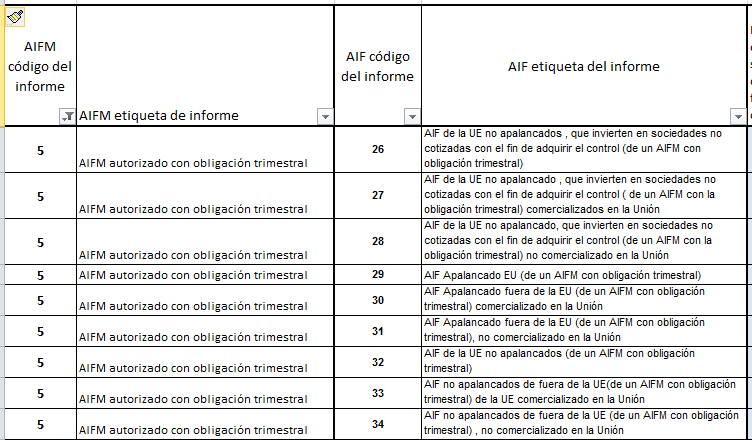 AIFM
código del
informe
AIFM etiqueta de informe
AIF código
del informe
AIF etiqueta del informe
5
AIFM autorizado con obligación trimestral
26
AIF de la UE no apalancados , que invierten en sociedades no
cotizadas con el fin de adquirir el control (de un AIFM con
obligación trimestral)
5
AIFM autorizado con obligación trimestral
27
AIF de la UE no apalancado , que invierten en sociedades no
cotizadas con el fin de adquirir el control ( de un AIFM con la
obligación trimestral) comercializados en la Unión
5
AIFM autorizado con obligación trimestral
28
AIF de la UE no apalancado, que invierten en sociedades no
cotizadas con el fin de adquirir el control (de un AIFM con la
obligación trimestral) no comercializado en la Unión
5
AIFM autorizado con obligación trimestral
29
AIF Apalancado EU (de un AIFM con obligación trimestral)
5
AIFM autorizado con obligación trimestral
30
AIF Apalancado fuera de la EU (de un AIFM con obligación
trimestral) comercializado en la Unión
5
AIFM autorizado con obligación trimestral
31
AIF Apalancado fuera de la EU (de un AIFM con obligación
trimestral), no comercializado en la Unión
5
AIFM autorizado con obligación trimestral
32
AIF de la UE no apalancados (de un AIFM con obligación
trimestral)
5
AIFM autorizado con obligación trimestral
33
AIF no apalancados de fuera de la UE(de un AIFM con obligación
trimestral) de la UE comercializado en la Unión
5
AIFM autorizado con obligación trimestral
34
AIF no apalancados de fuera de la UE (de un AIFM con obligación
trimestral) , no comercializado en la Unión